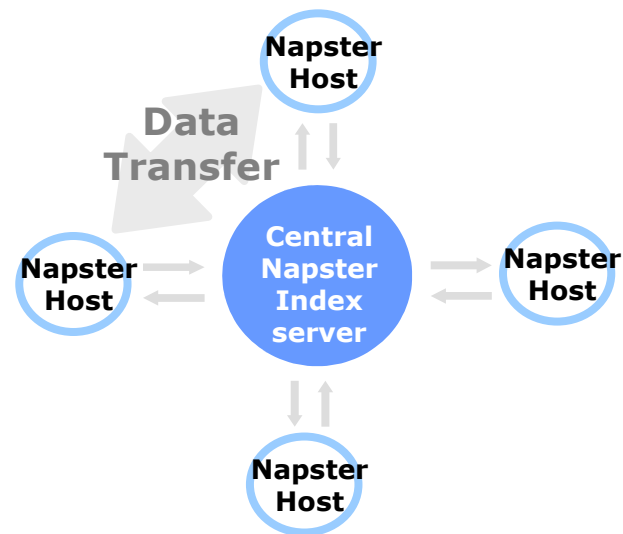 Napster
Host
Data
Transfer
Central
Napster
Index
server
Napster
Host
Napster
Host
Napster
Host